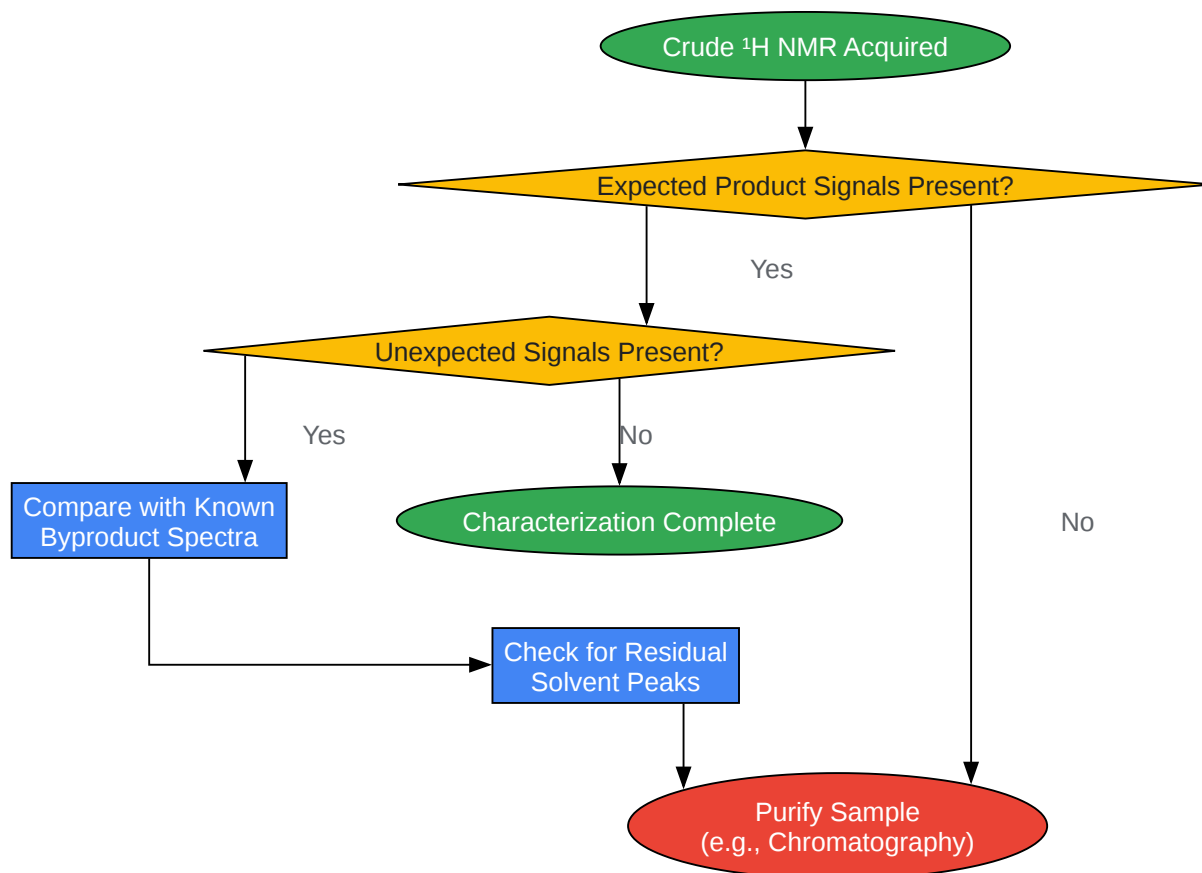 Crude ¹H NMR Acquired
Expected Product Signals Present?
Yes
Unexpected Signals Present?
Yes
No
Compare with Known
Byproduct Spectra
Characterization Complete
No
Check for Residual
Solvent Peaks
Purify Sample
(e.g., Chromatography)